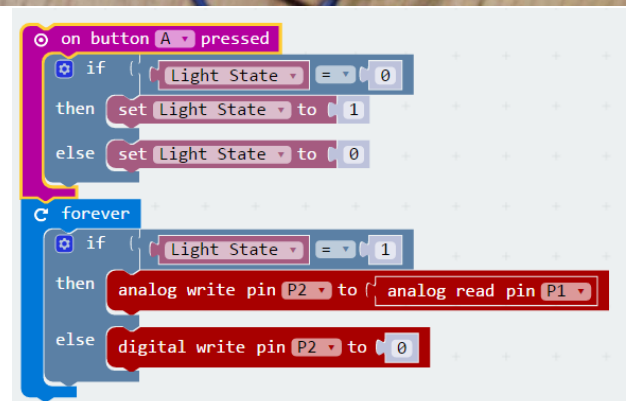 on button A pressed
if Light State = 0
then set Light State to 1
else set Light State to 0
forever
if Light State = 1
then analog write pin P2 to analog read pin P1
else digital write pin P2 to 0